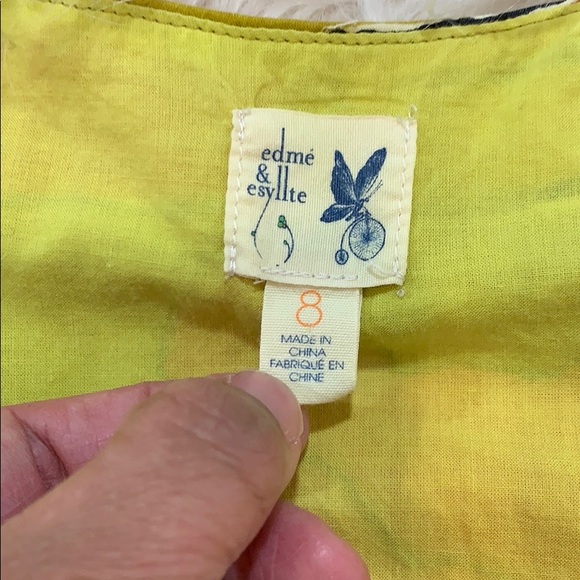 edmé
&
esyllte
8
MADE IN
CHINA
FABRIQUÉ EN
CHINE